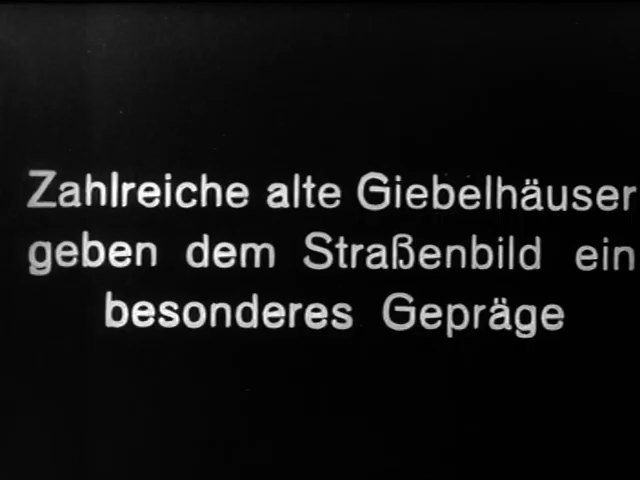 Zahlreiche alte Giebelhäuser
geben dem Straßenbild ein
besonderes Gepräge